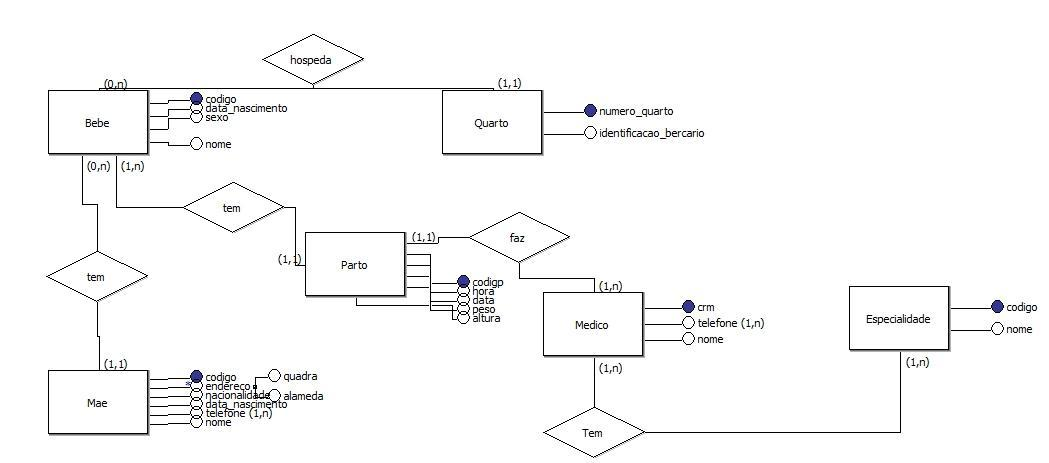 hospeda
(0,n)
(1,1)
Bebe
codigo
data_nascimento
sexo
nome
Quarto
numero_quarto
identificacao_bercario
(0,n)
(1,n)
tem
(1,1)
Parto
(1,1)
faz
codigp
hora
data
peso
altura
tem
(1,n)
Medico
crm
telefone (1,n)
nome
Especialidade
codigo
nome
(1,1)
Mae
codigo
endereco
nacionalidade
data_nascimento
telefone (1,n)
nome
quadra
alameda
(1,n)
Tem
(1,n)